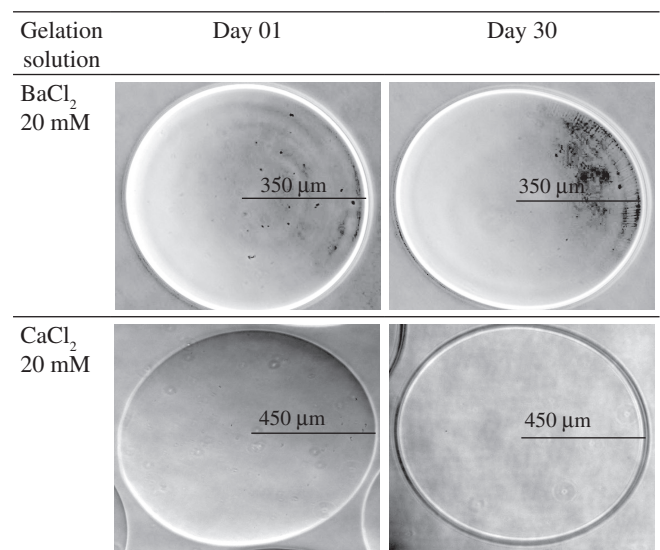 Gelation solution Day 01 Day 30
BaCl₂
20 mM
350 μm 350 μm
CaCl₂
20 mM
450 μm 450 μm